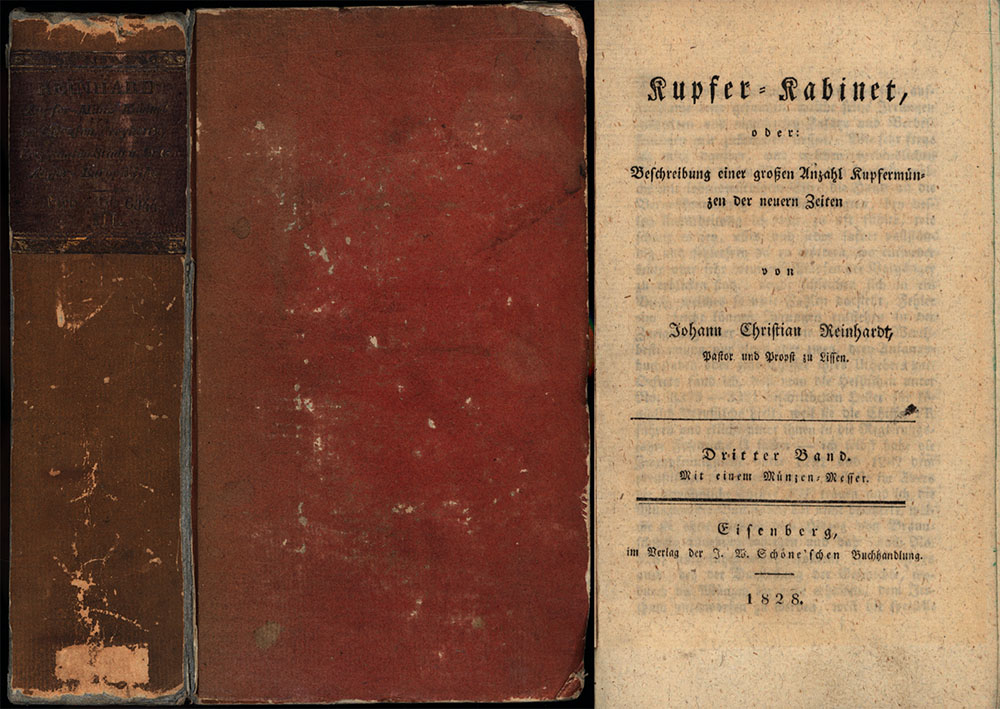 Kupfer-Kabinet,
oder:
Beschreibung einer großen Anzahl Kupfermün-
zen der neuern Zeiten
von
Johann Christian Reinhardt,
Pastor und Propst zu Lissen.
Dritter Band.
Mit einem Münzen-Messer.
Eisenberg,
im Verlag der J. W. Schöne'schen Buchhandlung.
1828.